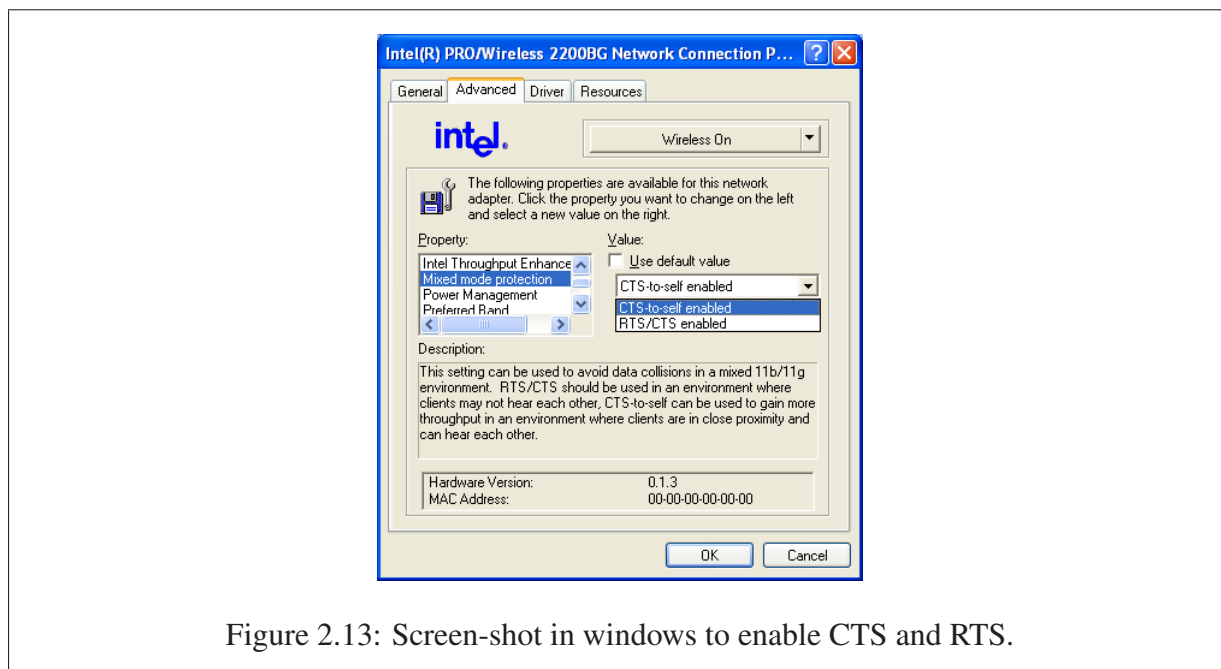 Intel(R) PRO/Wireless 2200BG Network Connection P...
General Advanced Driver Resources
intel®
Wireless On
The following properties are available for this network
adapter. Click the property you want to change on the left
and select a new value on the right.
Property:
Intel Throughput Enhance
Mixed mode protection
Power Management
Preferred Band
Value:
Use default value
CTS-to-self enabled
CTS-to-self enabled
RTS/CTS enabled
Description:
This setting can be used to avoid data collisions in a mixed 11b/11g
environment. RTS/CTS should be used in an environment where
clients may not hear each other, CTS-to-self can be used to gain more
throughput in an environment where clients are in close proximity and
can hear each other.
Hardware Version: 0.1.3
MAC Address: 00-00-00-00-00-00
OK Cancel
Figure 2.13: Screen-shot in windows to enable CTS and RTS.